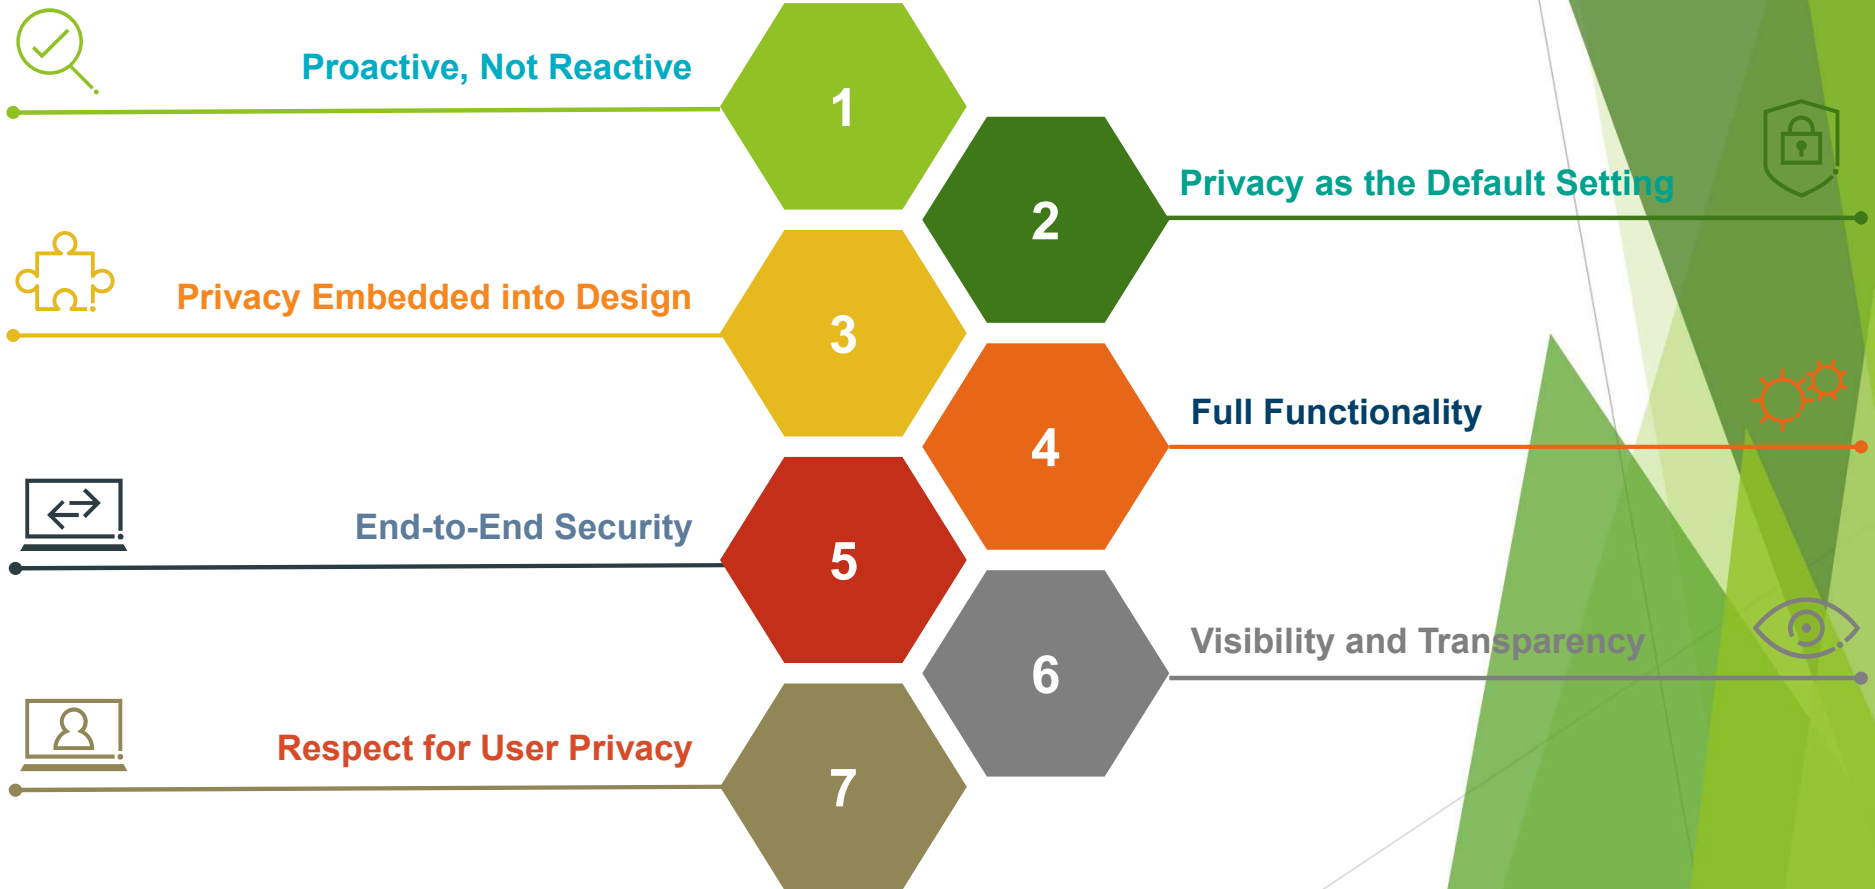 Proactive, Not Reactive
1
2
Privacy as the Default Setting
Privacy Embedded into Design
3
4
Full Functionality
End-to-End Security
5
6
Visibility and Transparency
Respect for User Privacy
7